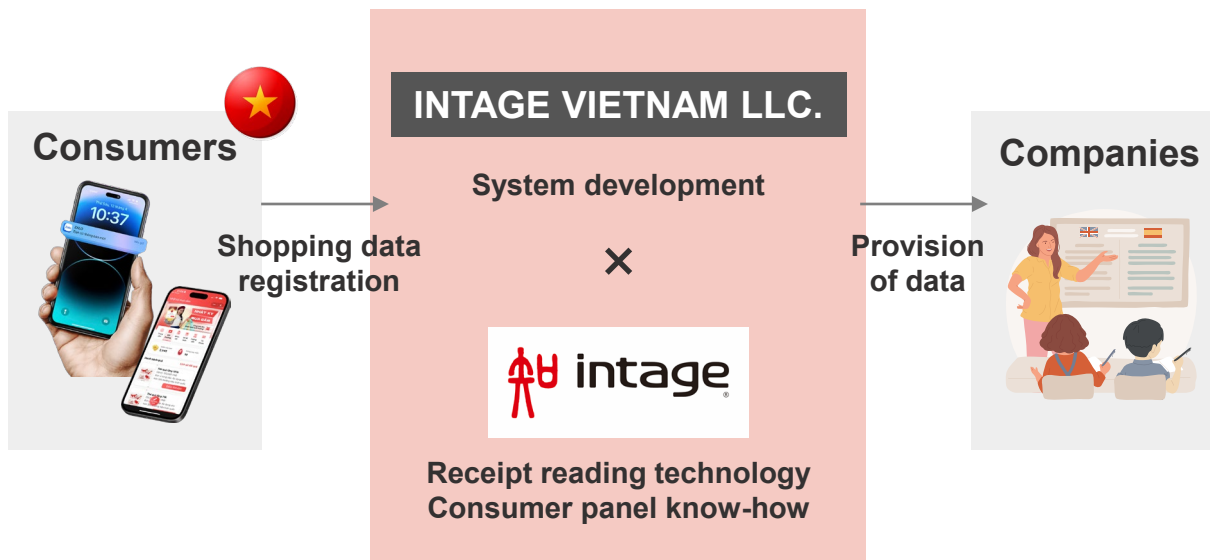 INTAGE VIETNAM LLC.
Consumers
10:37
Shopping data
registration
System development
×
intage
®
Receipt reading technology
Consumer panel know-how
Provision
of data
Companies